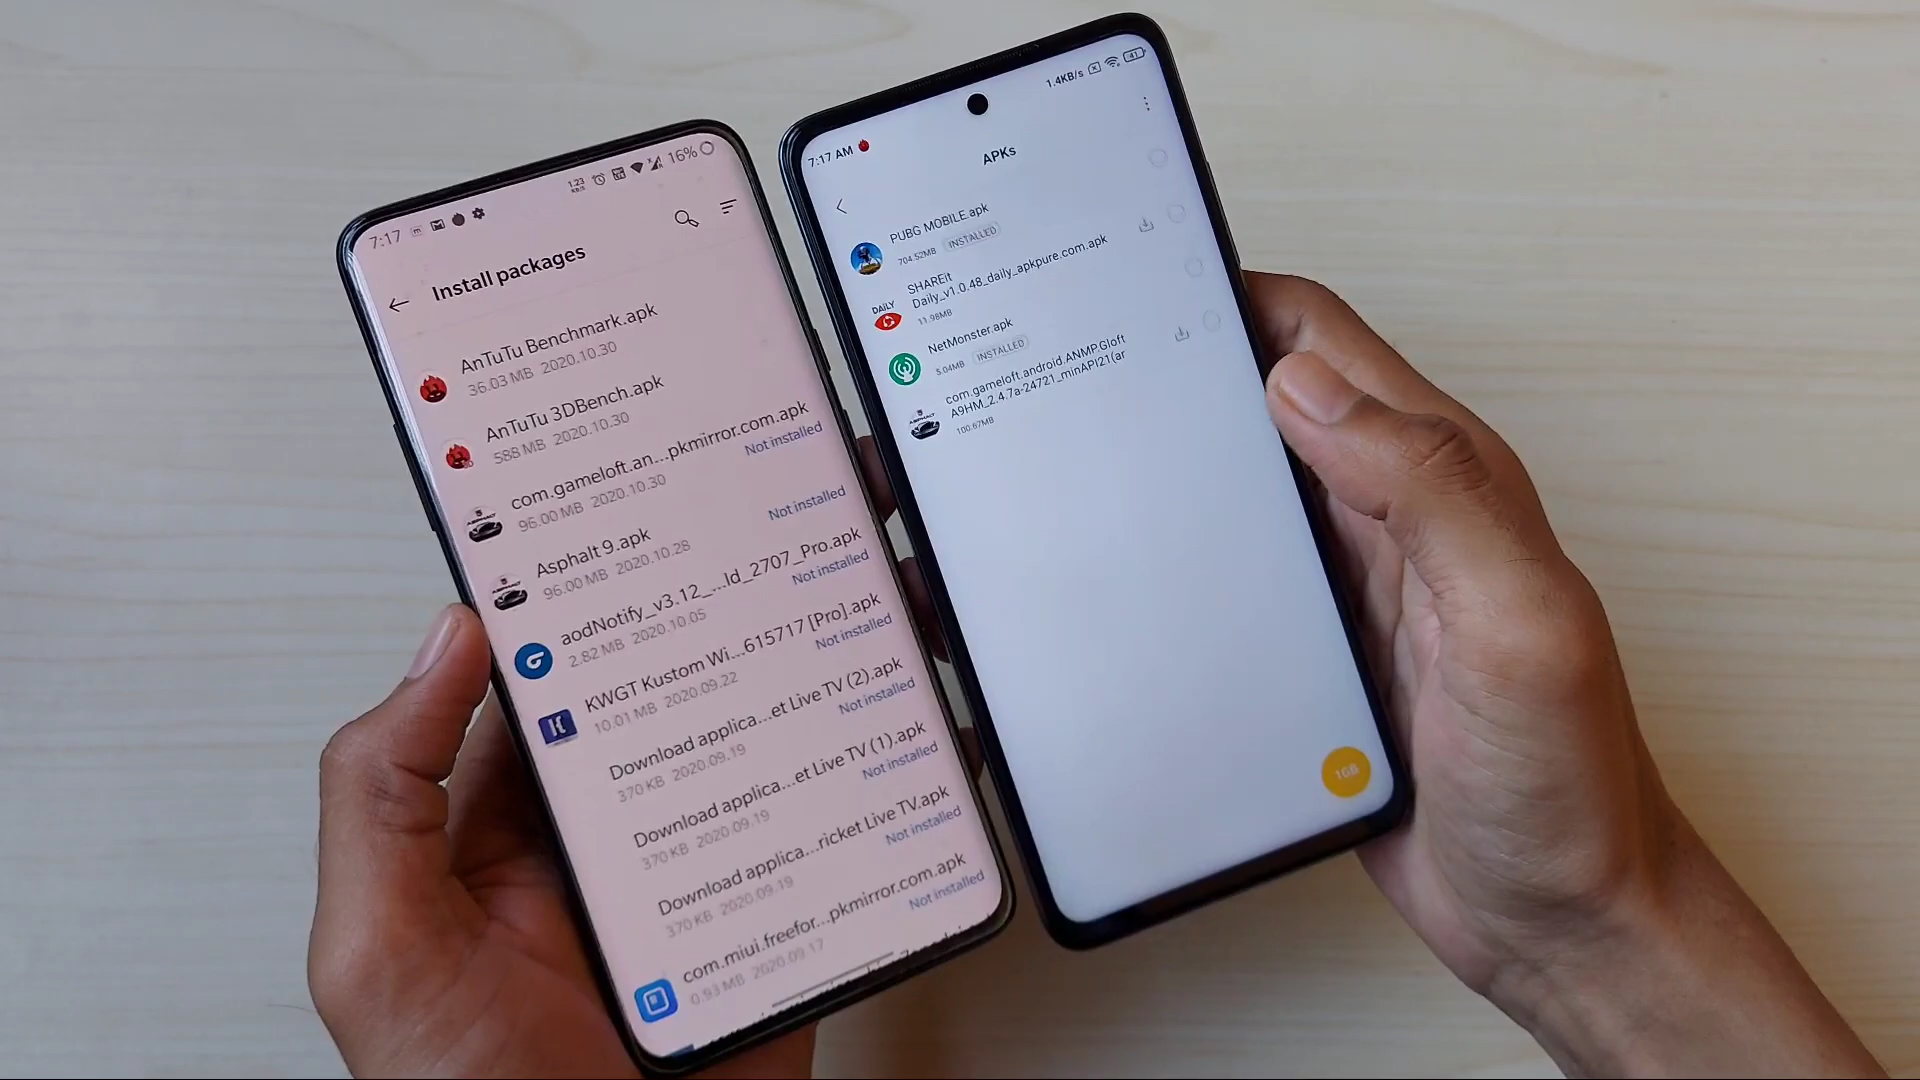 7:17
1.23
KB/S
16%
Install packages
AnTuTu Benchmark.apk
36.03 MB 2020.10.30
AnTuTu 3DBench.apk
588 MB 2020.10.30
com.gameloft.an...pkmirror.com.apk
96.00 MB 2020.10.30
Not installed
Asphalt 9.apk
96.00 MB 2020.10.28
Not installed
aodNotify_v3.12_...ld_2707_Pro.apk
2.82 MB 2020.10.05
Not installed
KWGT Kustom Wi...615717 [Pro].apk
10.01 MB 2020.09.22
Not installed
Download applica...et Live TV (2).apk
370 KB 2020.09.19
Not installed
Download applica...et Live TV (1).apk
370 KB 2020.09.19
Not installed
Download applica...ricket Live TV.apk
370 KB 2020.09.19
Not installed
com.miui.freefor...pkmirror.com.apk
0.93 MB 2020.09.17
Not installed
7:17 AM
1.4KB/s
41
APKs
PUBG MOBILE.apk
704.52MB INSTALLED
DAILY
SHAREit
Daily_v1.0.48_daily_apkpure.com.apk
11.98MB
NetMonster.apk
5.04MB INSTALLED
com.gameloft.android.ANMP.Gloft
A9HM_2.4.7a-24721_minAPI21(ar
100.67MB
ASPHALT
1GB